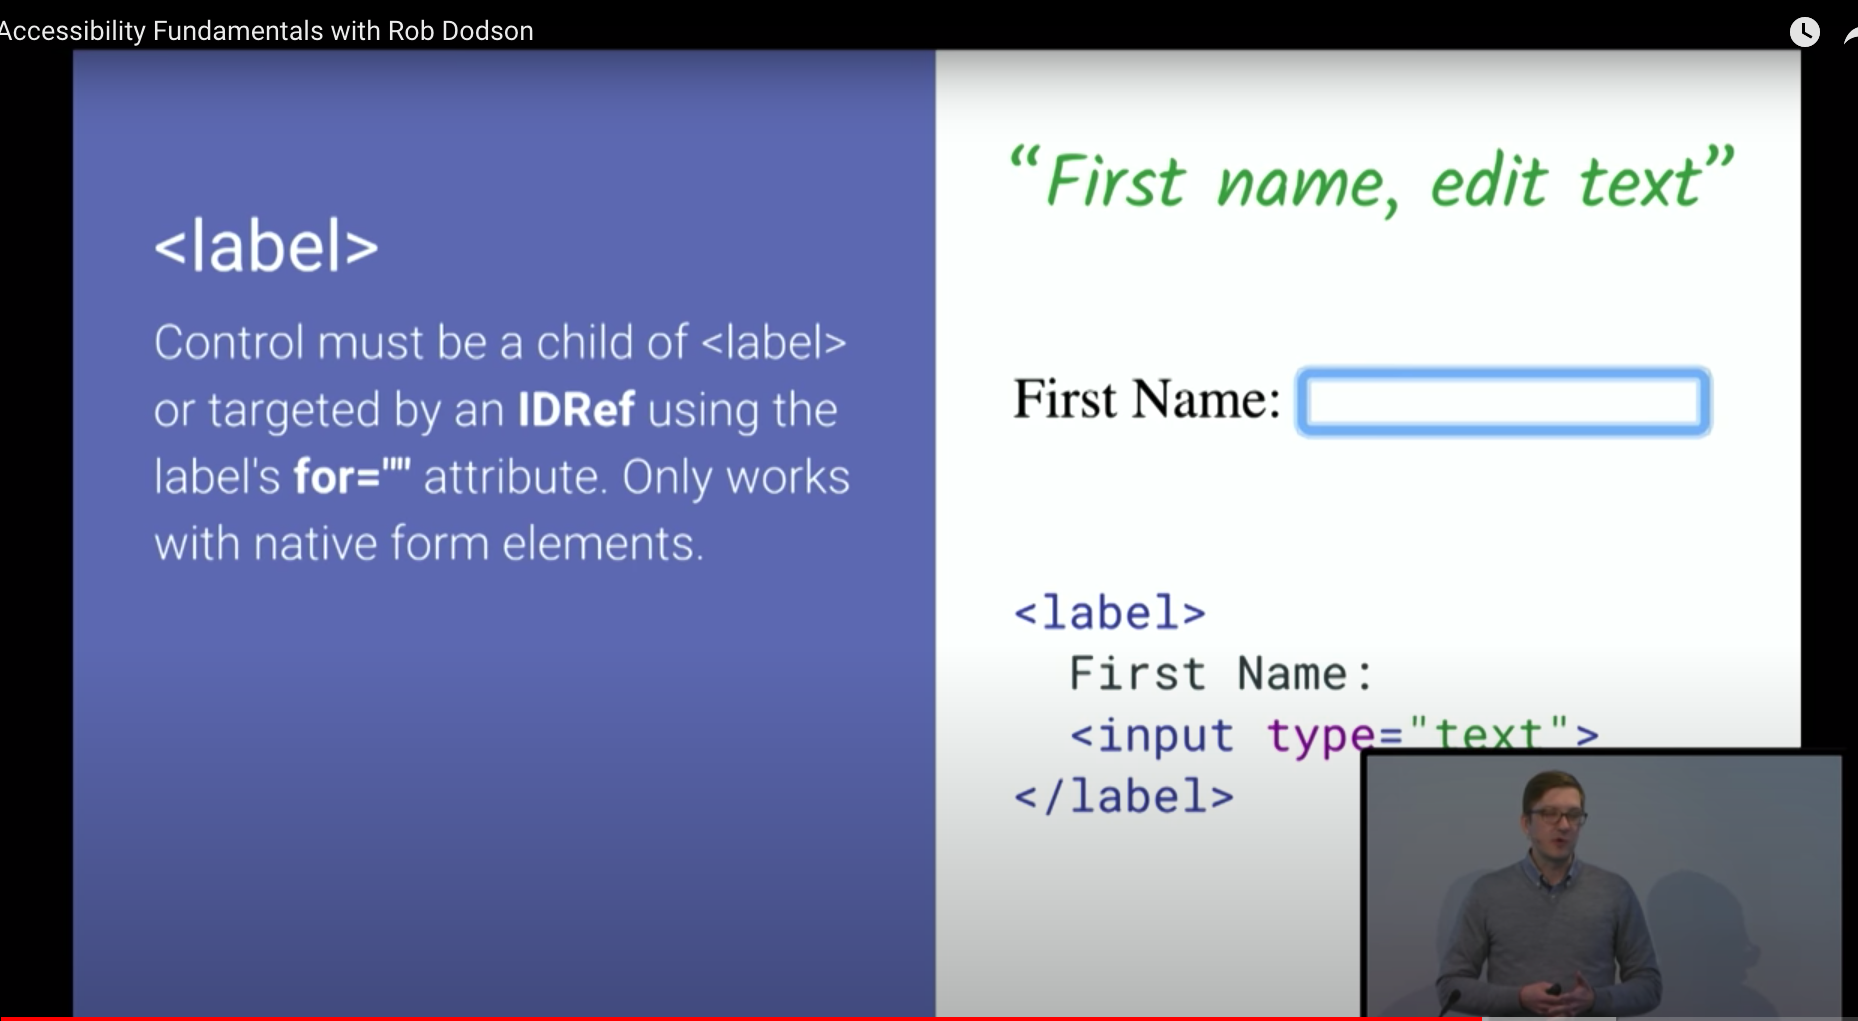 Accessibility Fundamentals with Rob Dodson
<label>
Control must be a child of <label>
or targeted by an IDRef using the
label's for="" attribute. Only works
with native form elements.
“First name, edit text”
First Name:
<label>
First Name:
<input type="text">
</label>